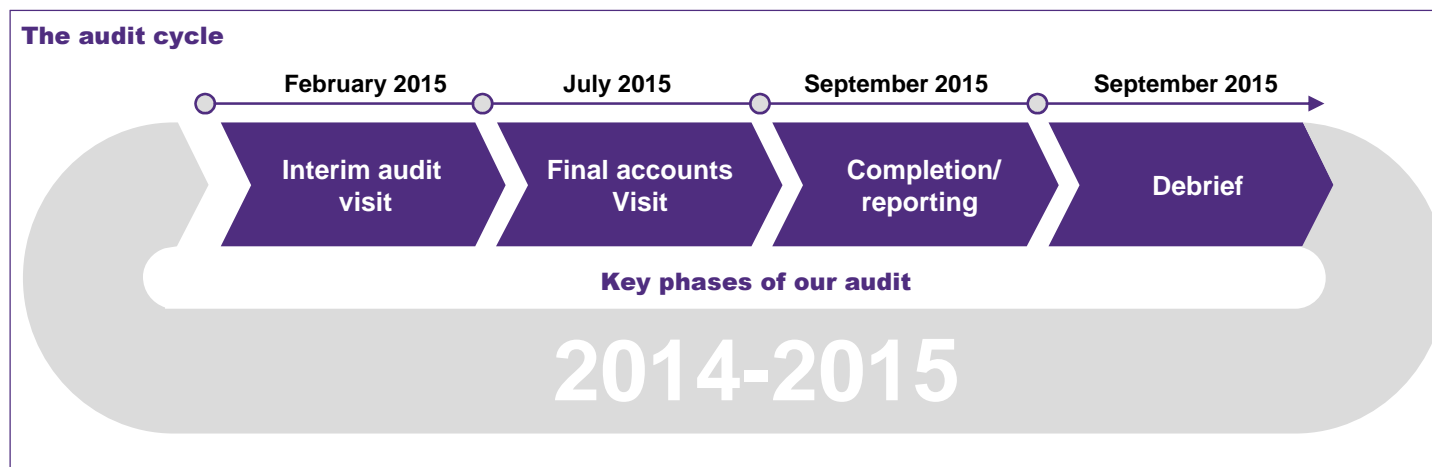 The audit cycle
February 2015
July 2015
September 2015
September 2015
Interim audit
visit
Final accounts
Visit
Completion/
reporting
Debrief
Key phases of our audit
2014-2015